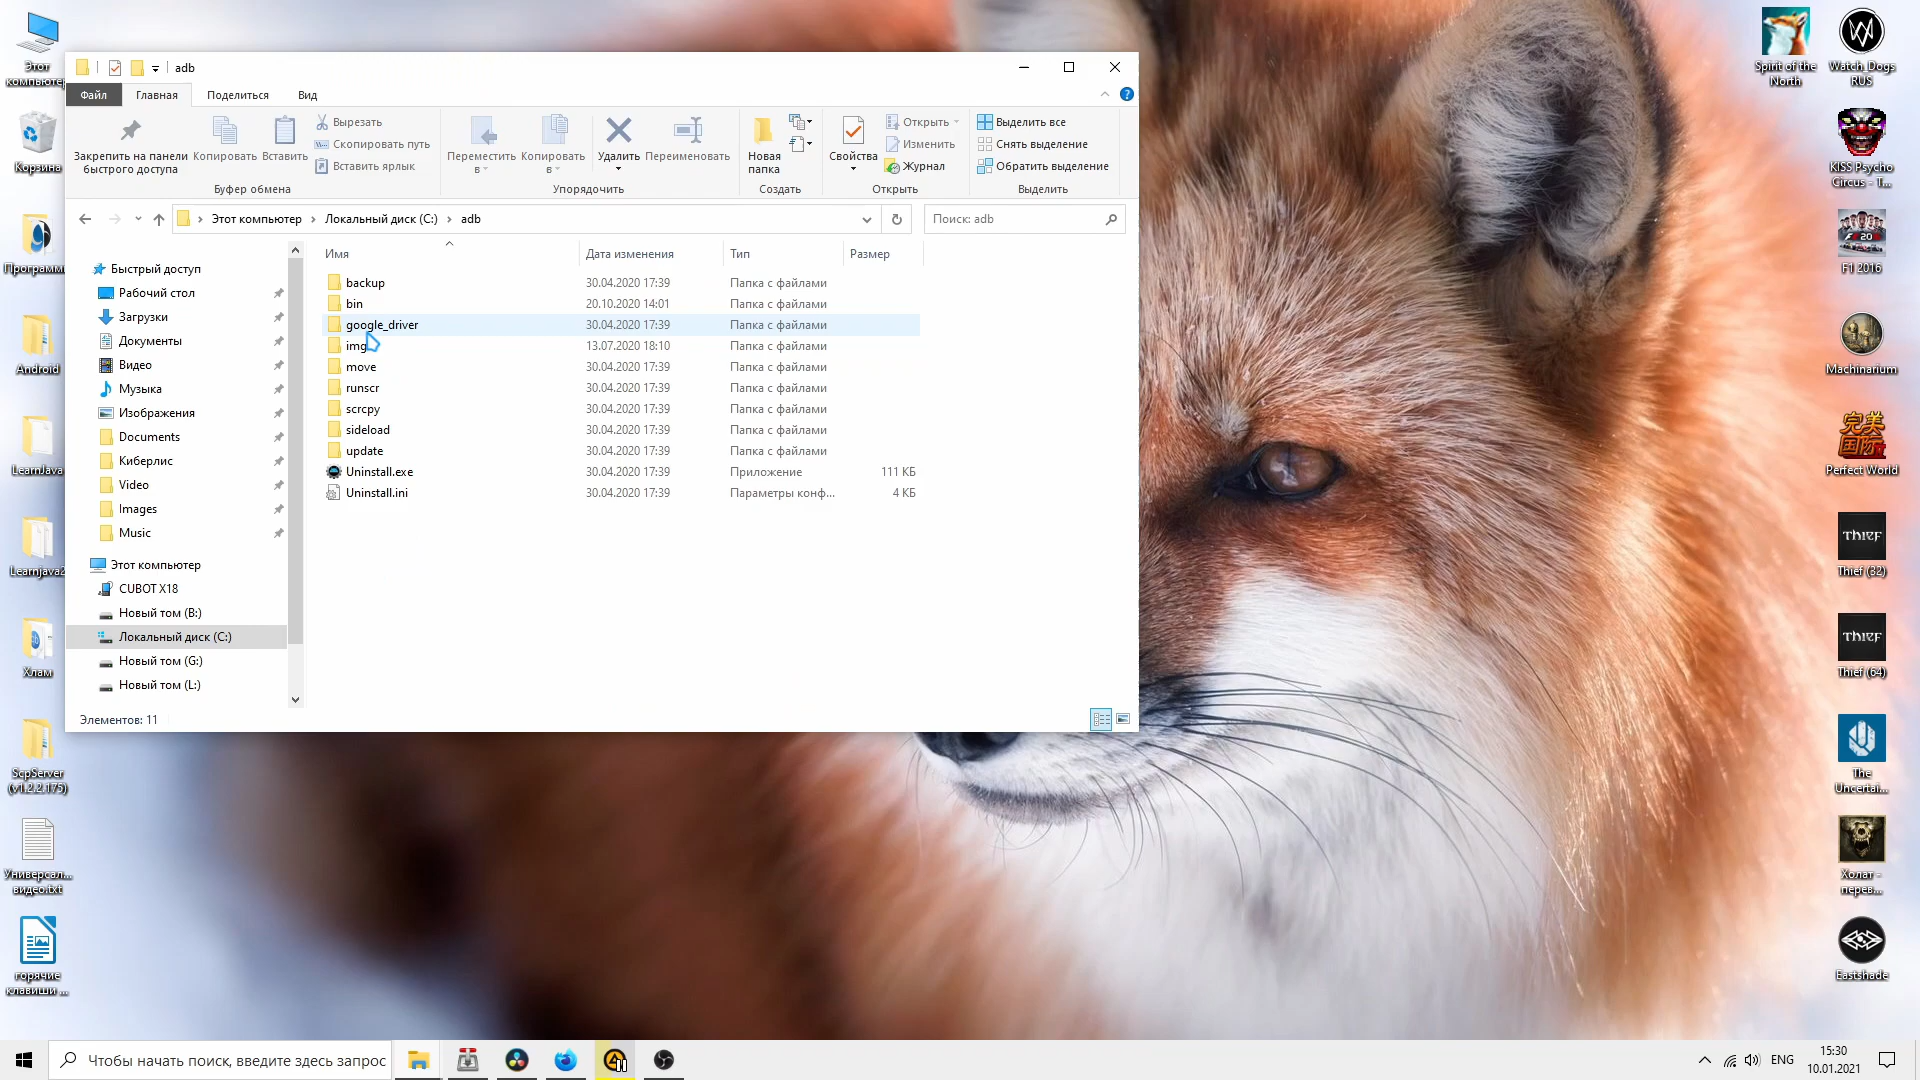 adb
Файл
Главная
Поделиться
Вид
Закрепить на панели
быстрого доступа
Копировать
Вставить
Вырезать
Скопировать путь
Вставить ярлык
Буфер обмена
Переместить
в
Копировать
в
Удалить
Переименовать
Упорядочить
Новая
папка
Создать
Свойства
Открыть
Изменить
Журнал
Открыть
Выделить все
Снять выделение
Обратить выделение
Выделить
Этот компьютер
Локальный диск (C:)
adb
Поиск: adb
Имя
Дата изменения
Тип
Размер
backup 30.04.2020 17:39 Папка с файлами
bin 20.10.2020 14:01 Папка с файлами
google_driver 30.04.2020 17:39 Папка с файлами
img 13.07.2020 18:10 Папка с файлами
move 30.04.2020 17:39 Папка с файлами
runscr 30.04.2020 17:39 Папка с файлами
scrcpy 30.04.2020 17:39 Папка с файлами
sideload 30.04.2020 17:39 Папка с файлами
update 30.04.2020 17:39 Папка с файлами
Uninstall.exe 30.04.2020 17:39 Приложение 111 КБ
Uninstall.ini 30.04.2020 17:39 Параметры конф... 4 КБ
Быстрый доступ
Рабочий стол
Загрузки
Документы
Видео
Музыка
Изображения
Documents
Киберлис
Video
Images
Music
Этот компьютер
CUBOT X18
Новый том (B:)
Локальный диск (C:)
Новый том (G:)
Новый том (L:)
Элементов: 11
Этот
компьютер
Корзина
Программ
Android
LearnJava
Learnjava2
Хлам
ScpServer
(v1.2.2.175)
Универсал...
видео.txt
горячие
клавиши ...
Spirit of the
North
Watch_Dogs
RUS
KISS Psycho
Circus - T...
F1 2016
Machinarium
完美
国际
Perfect World
THIEF
Thief (32)
THIEF
Thief (64)
The
Uncertai...
Холат -
перев...
Eastshade
Чтобы начать поиск, введите здесь запрос
ENG
15:30
10.01.2021